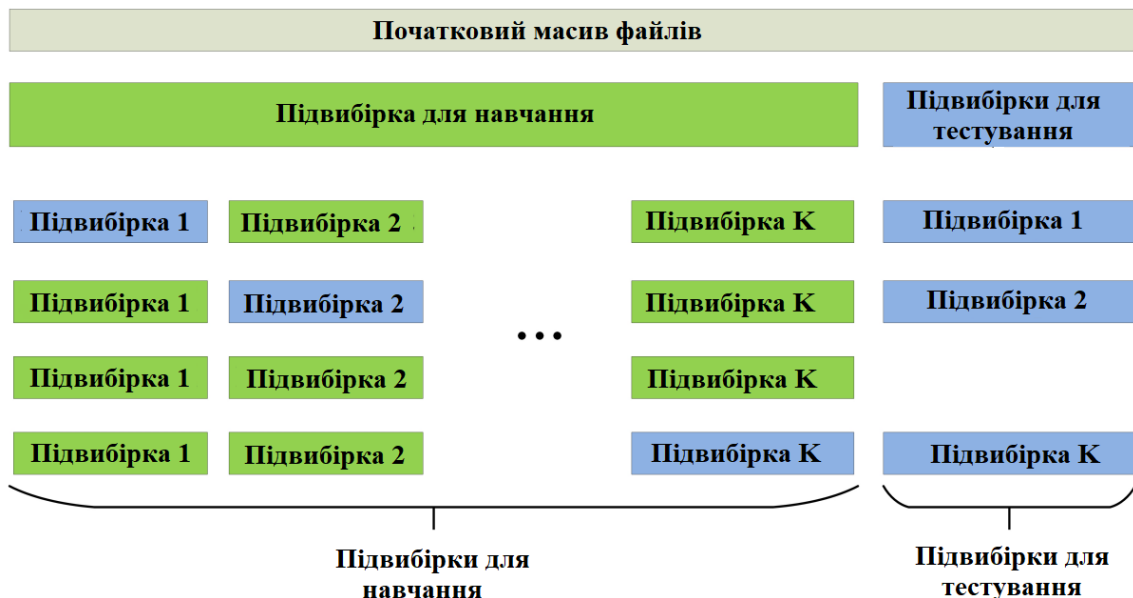 Початковий масив файлів
Підвибірка для навчання
Підвибірки для
тестування
Підвибірка 1 Підвибірка 2 Підвибірка K Підвибірка 1
Підвибірка 1 Підвибірка 2 Підвибірка K Підвибірка 2
...
Підвибірка 1 Підвибірка 2 Підвибірка K
Підвибірка 1 Підвибірка 2 Підвибірка K Підвибірка K
Підвибірки для
навчання
Підвибірки для
тестування